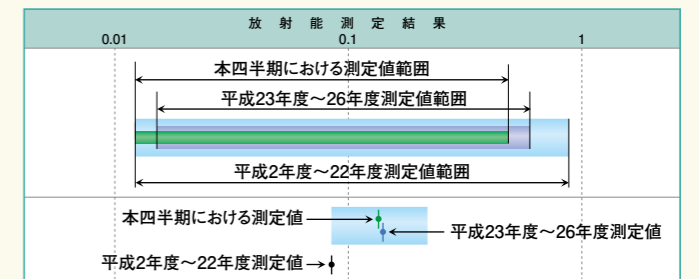 放射能測定結果
0.01 0.1 1
本四半期における測定値範囲
平成23年度～26年度測定値範囲
平成2年度～22年度測定値範囲
本四半期における測定値
平成23年度～26年度測定値
平成2年度～22年度測定値